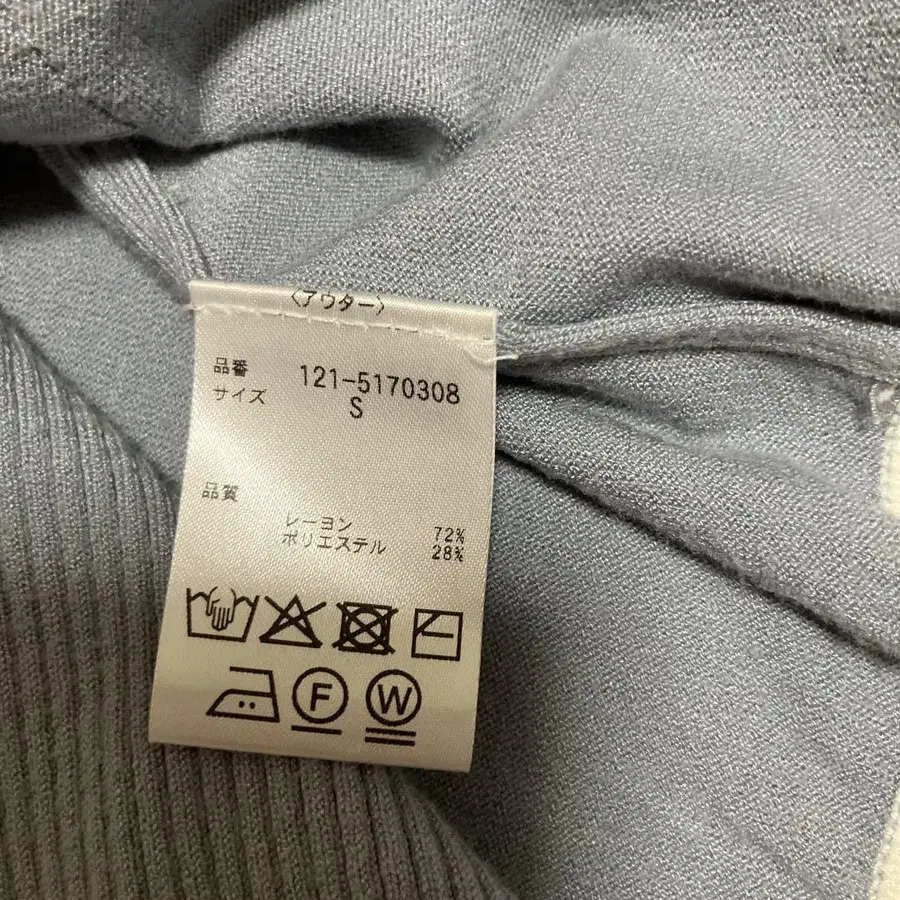 〈アウター〉
品番 121-5170308
サイズ S
品質
レーヨン 72%
ポリエステル 28%
F W